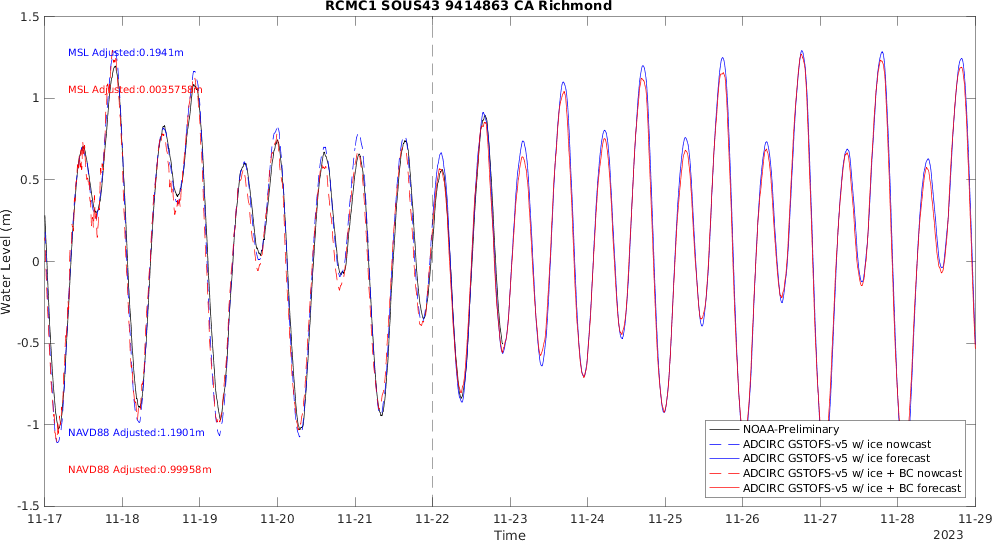 RCMC1 SOUS43 9414863 CA Richmond
1.5
1
0.5
0
-0.5
-1
-1.5
Water Level (m)
MSL Adjusted:0.1941m
MSL Adjusted:0.0035758m
NAVD88 Adjusted:1.1901m
NAVD88 Adjusted:0.99958m
NOAA-Preliminary
ADCIRC GSTOFS-v5 w/ ice nowcast
ADCIRC GSTOFS-v5 w/ ice forecast
ADCIRC GSTOFS-v5 w/ ice + BC nowcast
ADCIRC GSTOFS-v5 w/ ice + BC forecast
11-17 11-18 11-19 11-20 11-21 11-22 11-23 11-24 11-25 11-26 11-27 11-28 11-29
Time
2023